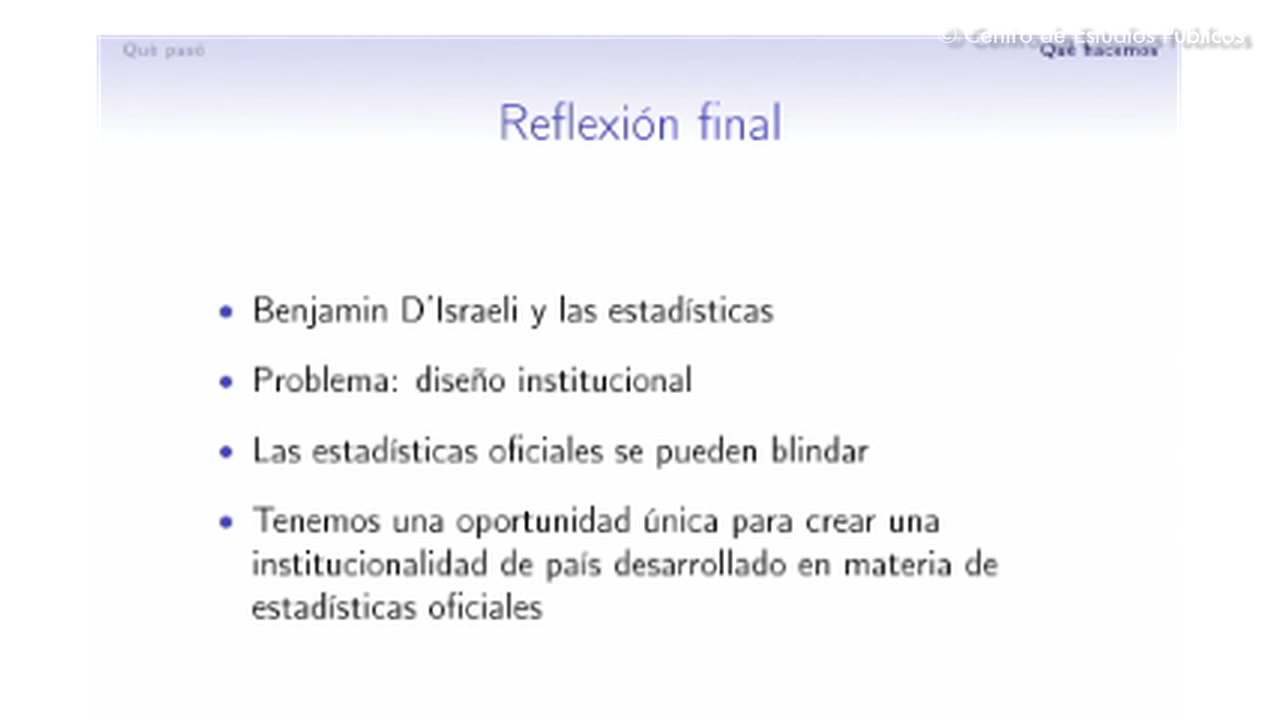 © Centro de Estudios Públicos
Qué pasó
Qué hacemos
Reflexión final
• Benjamin D'Israeli y las estadísticas
• Problema: diseño institucional
• Las estadísticas oficiales se pueden blindar
• Tenemos una oportunidad única para crear una
institucionalidad de país desarrollado en materia de
estadísticas oficiales